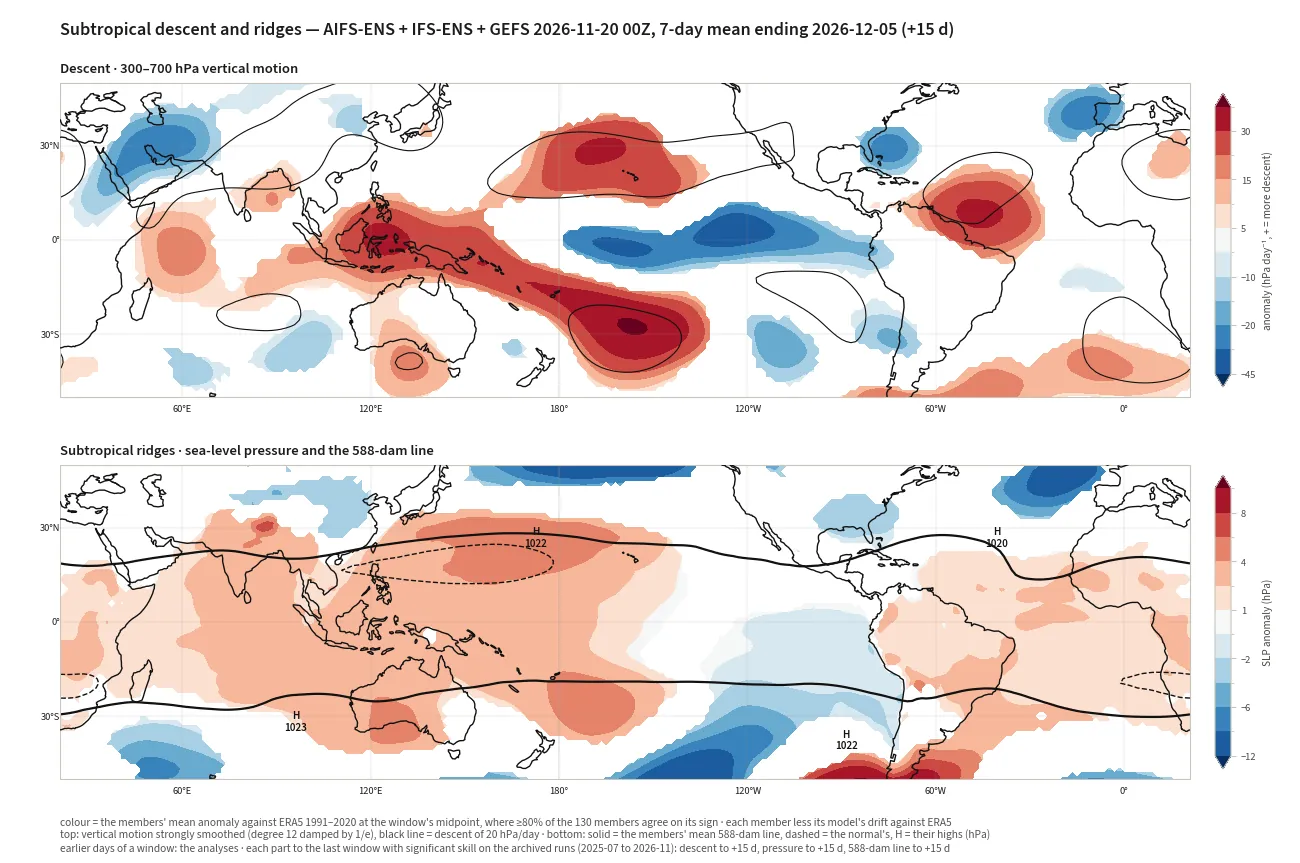 Subtropical descent and ridges — AIFS-ENS + IFS-ENS + GEFS 2026-11-20 00Z, 7-day mean ending 2026-12-05 (+15 d)
Descent · 300–700 hPa vertical motion
30°N
0°
30°S
60°E
120°E
180°
120°W
60°W
0°
30
15
5
−10
−20
−45
anomaly (hPa day⁻¹, + = more descent)
Subtropical ridges · sea-level pressure and the 588-dam line
30°N
0°
30°S
H
1022
H
1020
H
1023
H
1022
60°E
120°E
180°
120°W
60°W
0°
8
4
1
−2
−6
−12
SLP anomaly (hPa)
colour = the members' mean anomaly against ERA5 1991–2020 at the window's midpoint, where ≥80% of the 130 members agree on its sign · each member less its model's drift against ERA5
top: vertical motion strongly smoothed (degree 12 damped by 1/e), black line = descent of 20 hPa/day · bottom: solid = the members' mean 588-dam line, dashed = the normal's, H = their highs (hPa)
earlier days of a window: the analyses · each part to the last window with significant skill on the archived runs (2025-07 to 2026-11): descent to +15 d, pressure to +15 d, 588-dam line to +15 d